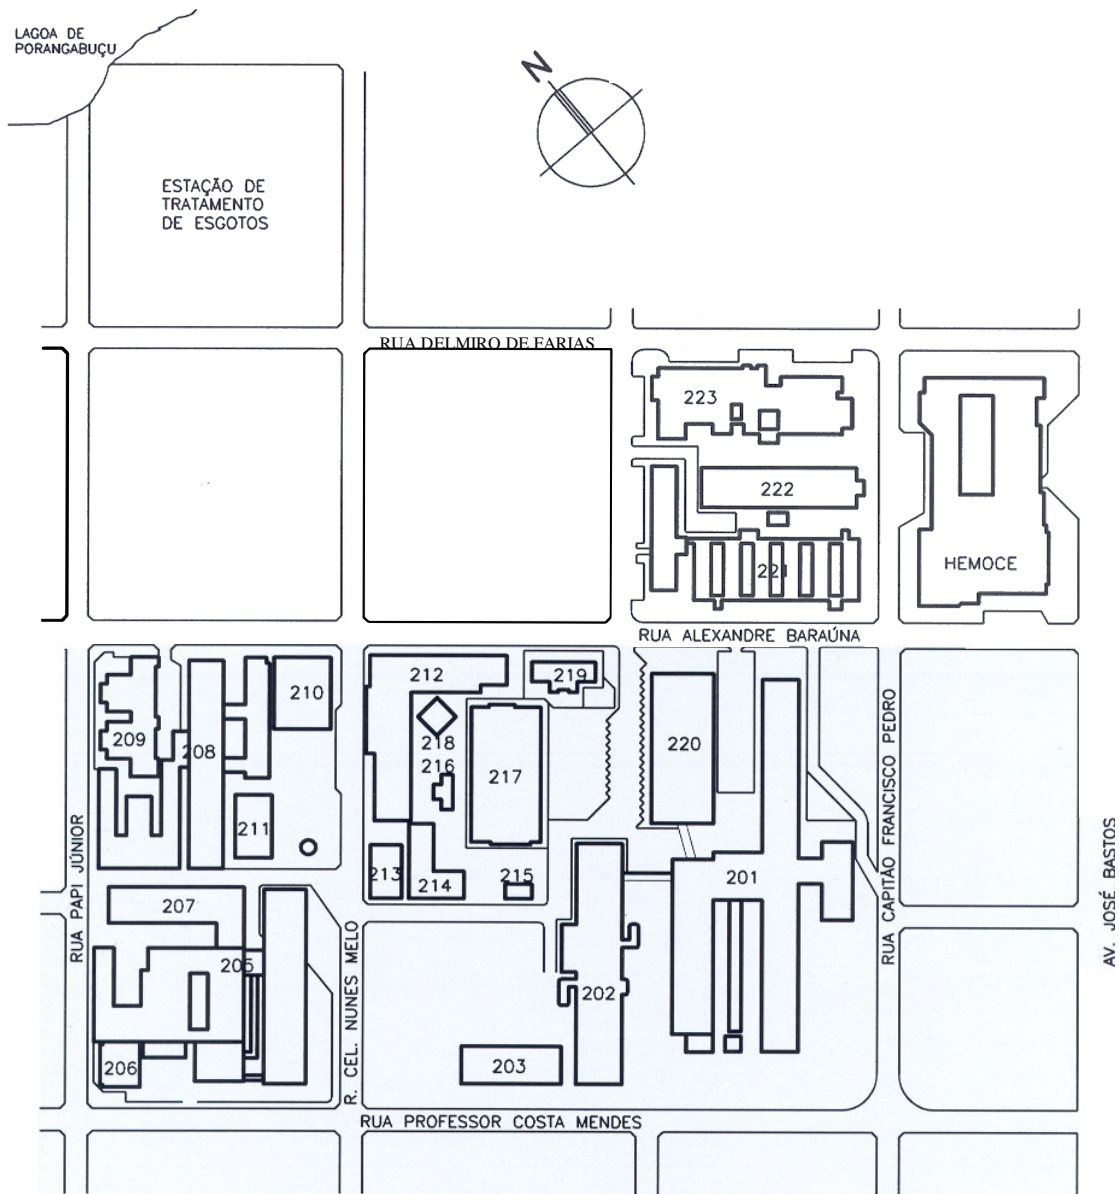 LAGOA DE
PORANGABUÇU
N
ESTAÇÃO DE
TRATAMENTO
DE ESGOTOS
RUA DELMIRO DE FARIAS
223
222
221
HEMOCE
RUA ALEXANDRE BARAÚNA
212
219
210
209
208
218
216
217
220
211
213
214
215
201
207
205
202
206
203
RUA PAPI JÚNIOR
R. CEL. NUNES MELO
RUA CAPITÃO FRANCISCO PEDRO
AV. JOSÉ BASTOS
RUA PROFESSOR COSTA MENDES